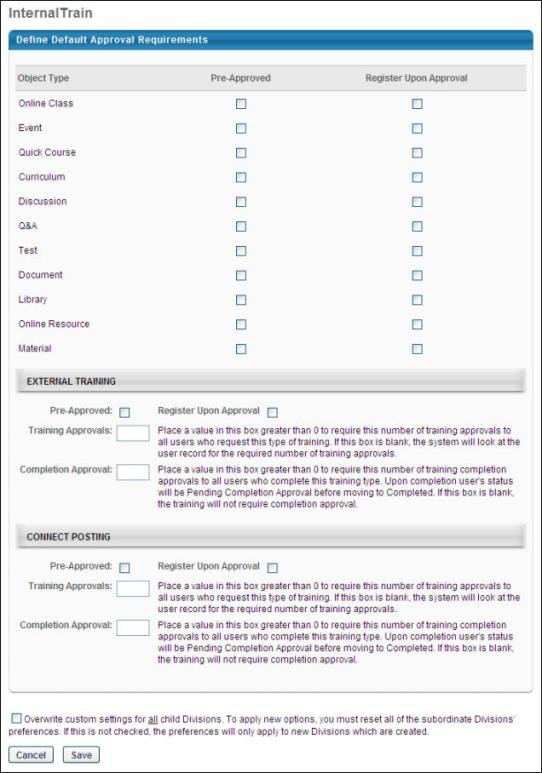 InternalTrain
Define Default Approval Requirements
Object Type Pre-Approved Register Upon Approval
Online Class
Event
Quick Course
Curriculum
Discussion
Q&A
Test
Document
Library
Online Resource
Material
EXTERNAL TRAINING
Pre-Approved: Register Upon Approval
Training Approvals: Place a value in this box greater than 0 to require this number of training approvals to
all users who request this type of training. If this box is blank, the system will look at the
user record for the required number of training approvals.
Completion Approval: Place a value in this box greater than 0 to require this number of training completion
approvals to all users who complete this training type. Upon completion user's status
will be Pending Completion Approval before moving to Completed. If this box is blank,
the training will not require completion approval.
CONNECT POSTING
Pre-Approved: Register Upon Approval
Training Approvals: Place a value in this box greater than 0 to require this number of training approvals to
all users who request this type of training. If this box is blank, the system will look at the
user record for the required number of training approvals.
Completion Approval: Place a value in this box greater than 0 to require this number of training completion
approvals to all users who complete this training type. Upon completion user's status
will be Pending Completion Approval before moving to Completed. If this box is blank,
the training will not require completion approval.
Overwrite custom settings for all child Divisions. To apply new options, you must reset all of the subordinate Divisions'
preferences. If this is not checked, the preferences will only apply to new Divisions which are created.
Cancel Save